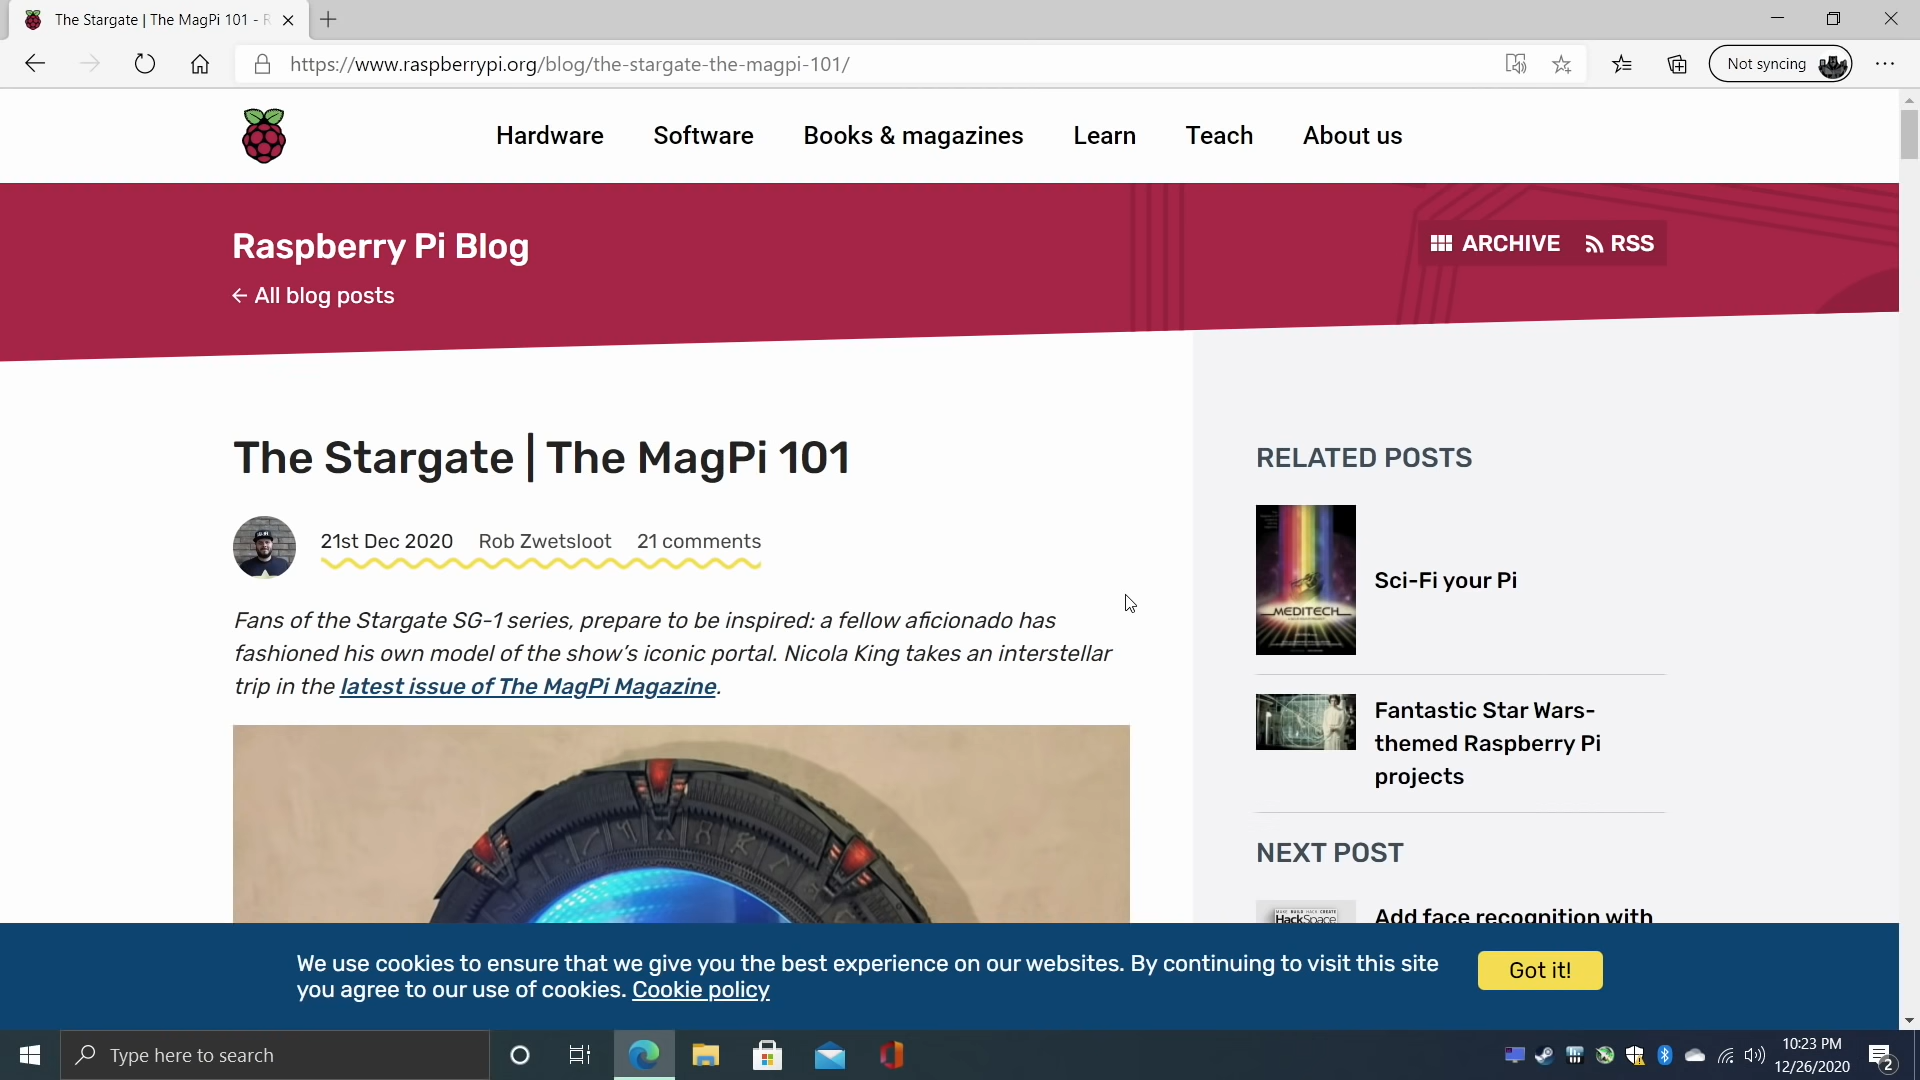 The Stargate | The MagPi 101 - R
https://www.raspberrypi.org/blog/the-stargate-the-magpi-101/
Not syncing
Hardware
Software
Books & magazines
Learn
Teach
About us
Raspberry Pi Blog
ARCHIVE
RSS
← All blog posts
The Stargate | The MagPi 101
21st Dec 2020
Rob Zwetsloot
21 comments
Fans of the Stargate SG-1 series, prepare to be inspired: a fellow aficionado has
fashioned his own model of the show's iconic portal. Nicola King takes an interstellar
trip in the latest issue of The MagPi Magazine.
RELATED POSTS
MEDITECH
Sci-Fi your Pi
Fantastic Star Wars-
themed Raspberry Pi
projects
NEXT POST
HackSpace
Add face recognition with
We use cookies to ensure that we give you the best experience on our websites. By continuing to visit this site
you agree to our use of cookies. Cookie policy
Got it!
Type here to search
10:23 PM
12/26/2020
2